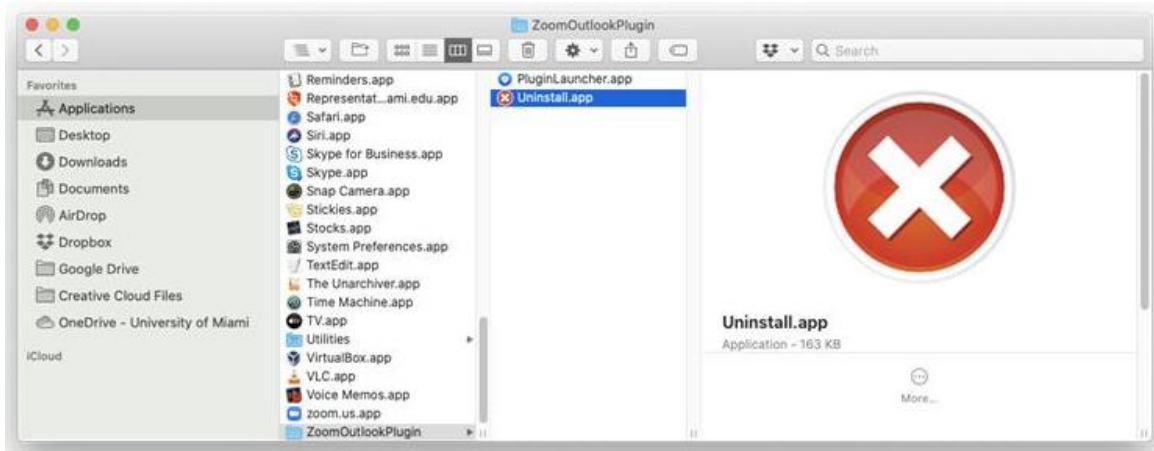 ZoomOutlookPlugin
Search
Favorites
Applications
Desktop
Downloads
Documents
AirDrop
Dropbox
Google Drive
Creative Cloud Files
OneDrive - University of Miami
iCloud
Reminders.app
Representat...ami.edu.app
Safari.app
Siri.app
Skype for Business.app
Skype.app
Snap Camera.app
Stickies.app
Stocks.app
System Preferences.app
TextEdit.app
The Unarchiver.app
Time Machine.app
TV.app
Utilities
VirtualBox.app
VLC.app
Voice Memos.app
zoom.us.app
ZoomOutlookPlugin
PluginLauncher.app
Uninstall.app
Uninstall.app
Application - 163 KB
More...